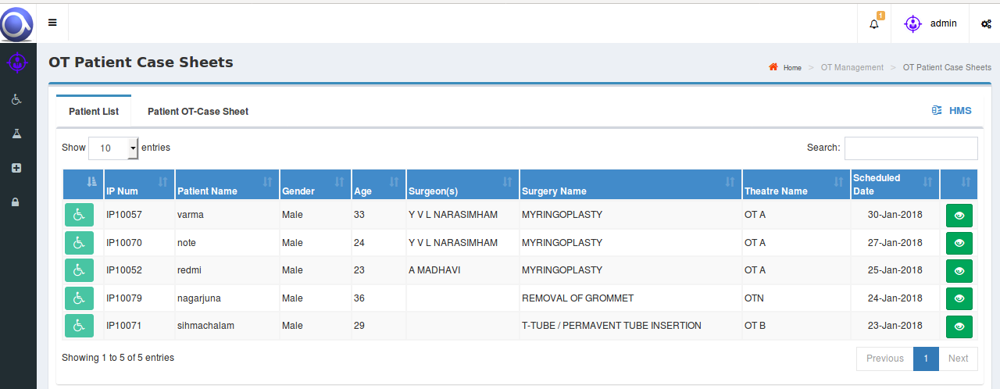 1
admin
OT Patient Case Sheets
Home > OT Management > OT Patient Case Sheets
Patient List Patient OT-Case Sheet HMS
Show 10 entries Search:
IP Num Patient Name Gender Age Surgeon(s) Surgery Name Theatre Name Scheduled Date
IP10057 varma Male 33 Y V L NARASIMHAM MYRINGOPLASTY OT A 30-Jan-2018
IP10070 note Male 24 Y V L NARASIMHAM MYRINGOPLASTY OT A 27-Jan-2018
IP10052 redmi Male 23 A MADHAVI MYRINGOPLASTY OT A 25-Jan-2018
IP10079 nagarjuna Male 36 REMOVAL OF GROMMET OTN 24-Jan-2018
IP10071 sihmachalam Male 29 T-TUBE / PERMAVENT TUBE INSERTION OT B 23-Jan-2018
Showing 1 to 5 of 5 entries Previous 1 Next